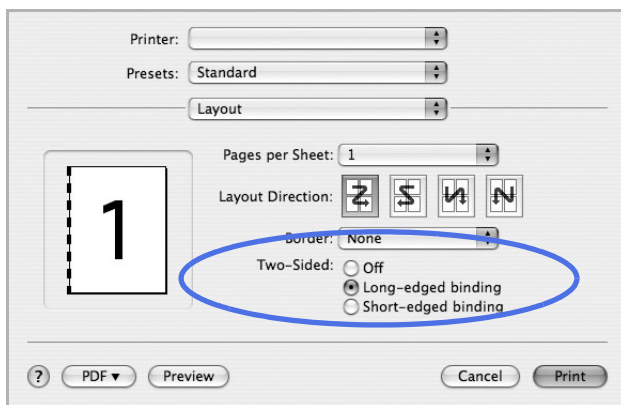 Printer:
Presets: Standard
Layout
Pages per Sheet: 1
1
Layout Direction:
Border: None
Two-Sided: Off
Long-edged binding
Short-edged binding
? PDF▼ Preview Cancel Print